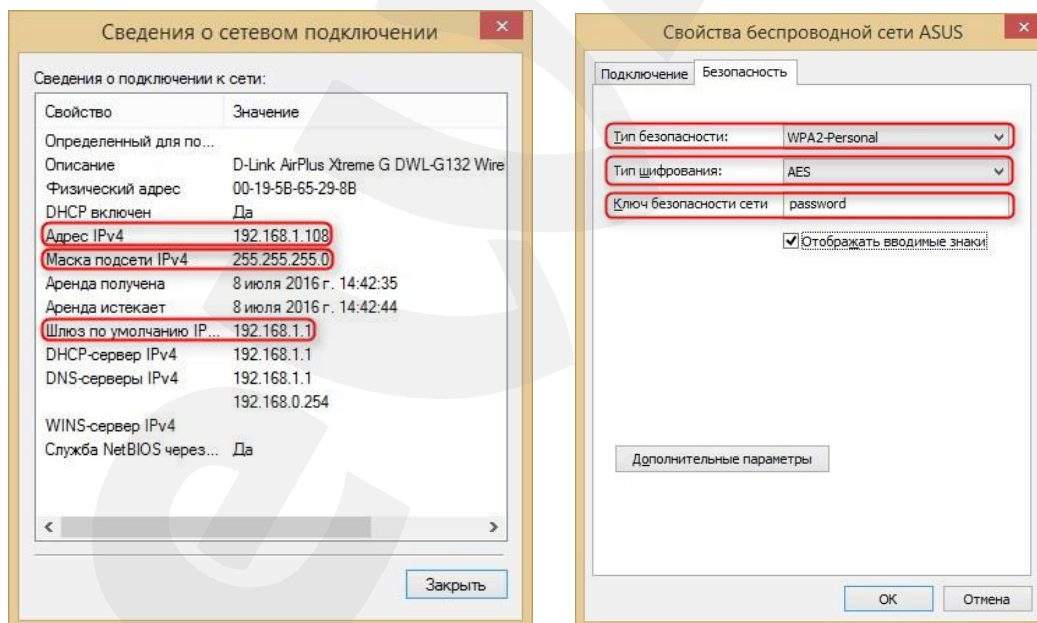 Сведения о сетевом подключении
Сведения о подключении к сети:
Свойство Значение
Определенный для по...
Описание D-Link AirPlus Xtreme G DWL-G132 Wire
Физический адрес 00-19-5B-65-29-8B
DHCP включен Да
Адрес IPv4 192.168.1.108
Маска подсети IPv4 255.255.255.0
Аренда получена 8 июля 2016 г. 14:42:35
Аренда истекает 8 июля 2016 г. 14:42:44
Шлюз по умолчанию IP... 192.168.1.1
DHCP-сервер IPv4 192.168.1.1
DNS-серверы IPv4 192.168.1.1
192.168.0.254
WINS-сервер IPv4
Служба NetBIOS через... Да
Закрыть
Свойства беспроводной сети ASUS
Подключение Безопасность
Тип безопасности: WPA2-Personal
Тип шифрования: AES
Ключ безопасности сети password
Отображать вводимые знаки
Дополнительные параметры
ОК Отмена